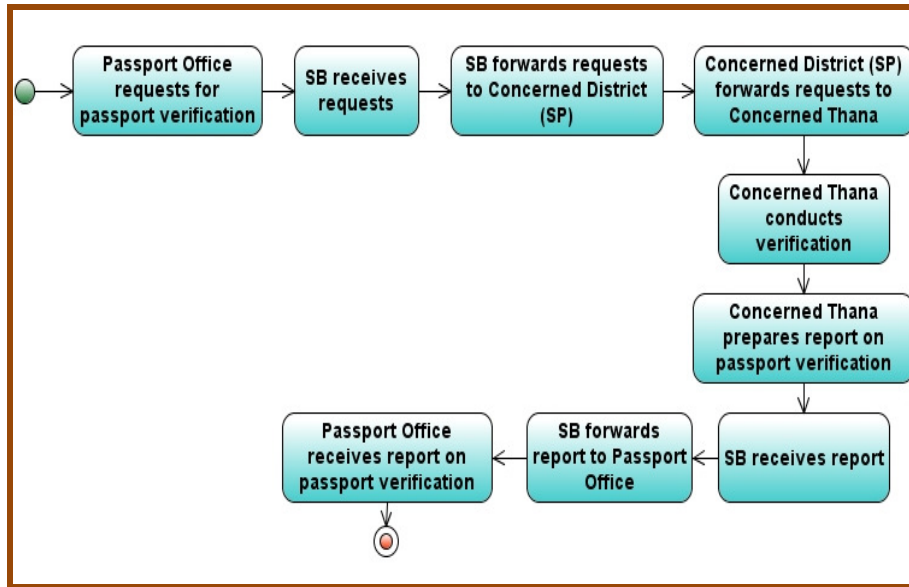 Passport Office
requests for
passport verification
SB receives
requests
SB forwards requests
to Concerned District
(SP)
Concerned District (SP)
forwards requests to
Concerned Thana
Concerned Thana
conducts
verification
Concerned Thana
prepares report on
passport verification
SB receives report
SB forwards
report to Passport
Office
Passport Office
receives report on
passport verification